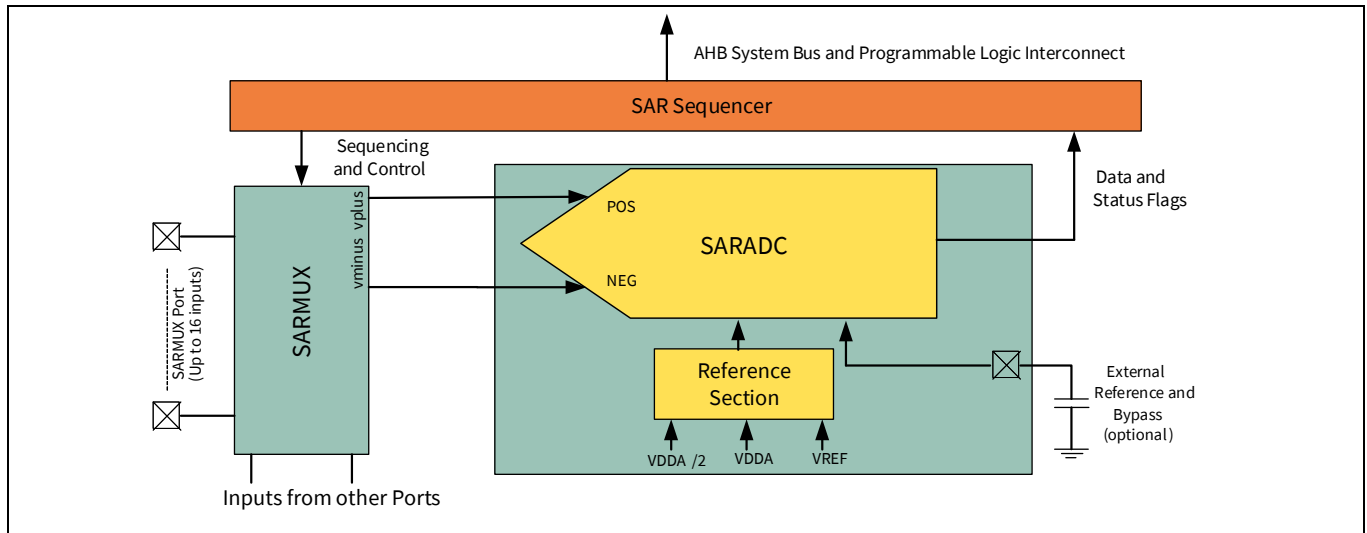 AHB System Bus and Programmable Logic Interconnect
SAR Sequencer
Sequencing
and Control
Data and
Status Flags
vminus vplus
POS
SARADC
NEG
SARMUX
SARMUX Port
(Up to 16 inputs)
Reference
Section
External
Reference and
Bypass
(optional)
VDDA /2
VDDA
VREF
Inputs from other Ports